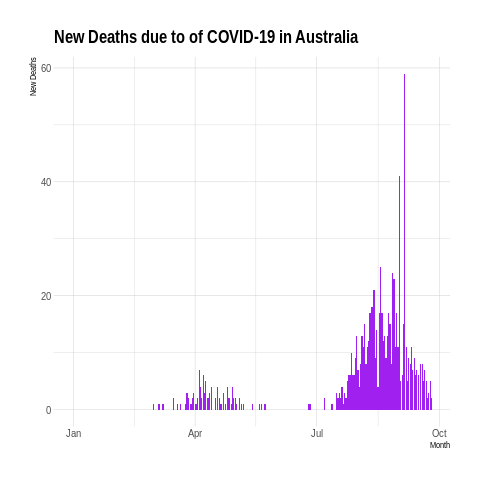 New Deaths due to of COVID-19 in Australia
New Deaths
60
40
20
0
Jan Apr Jul Oct
Month